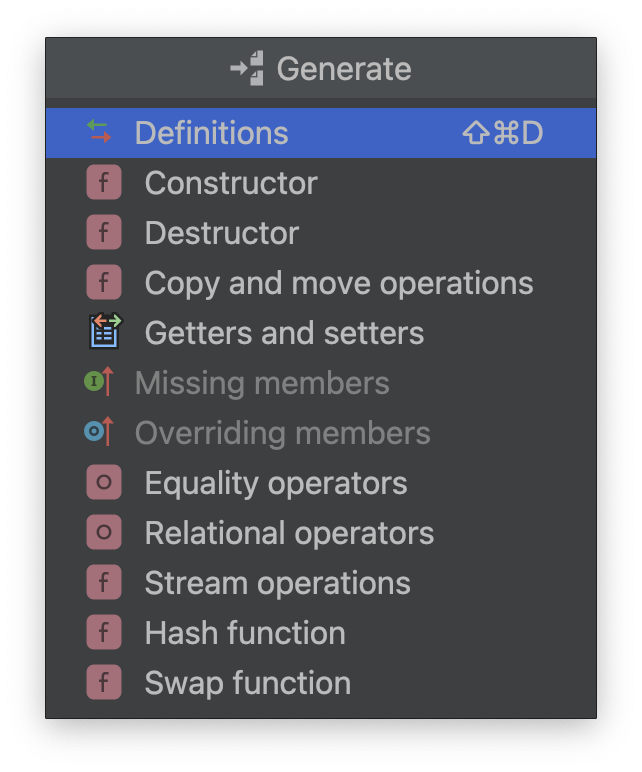 Generate
Definitions ⇧⌘D
Constructor
Destructor
Copy and move operations
Getters and setters
Missing members
Overriding members
Equality operators
Relational operators
Stream operations
Hash function
Swap function